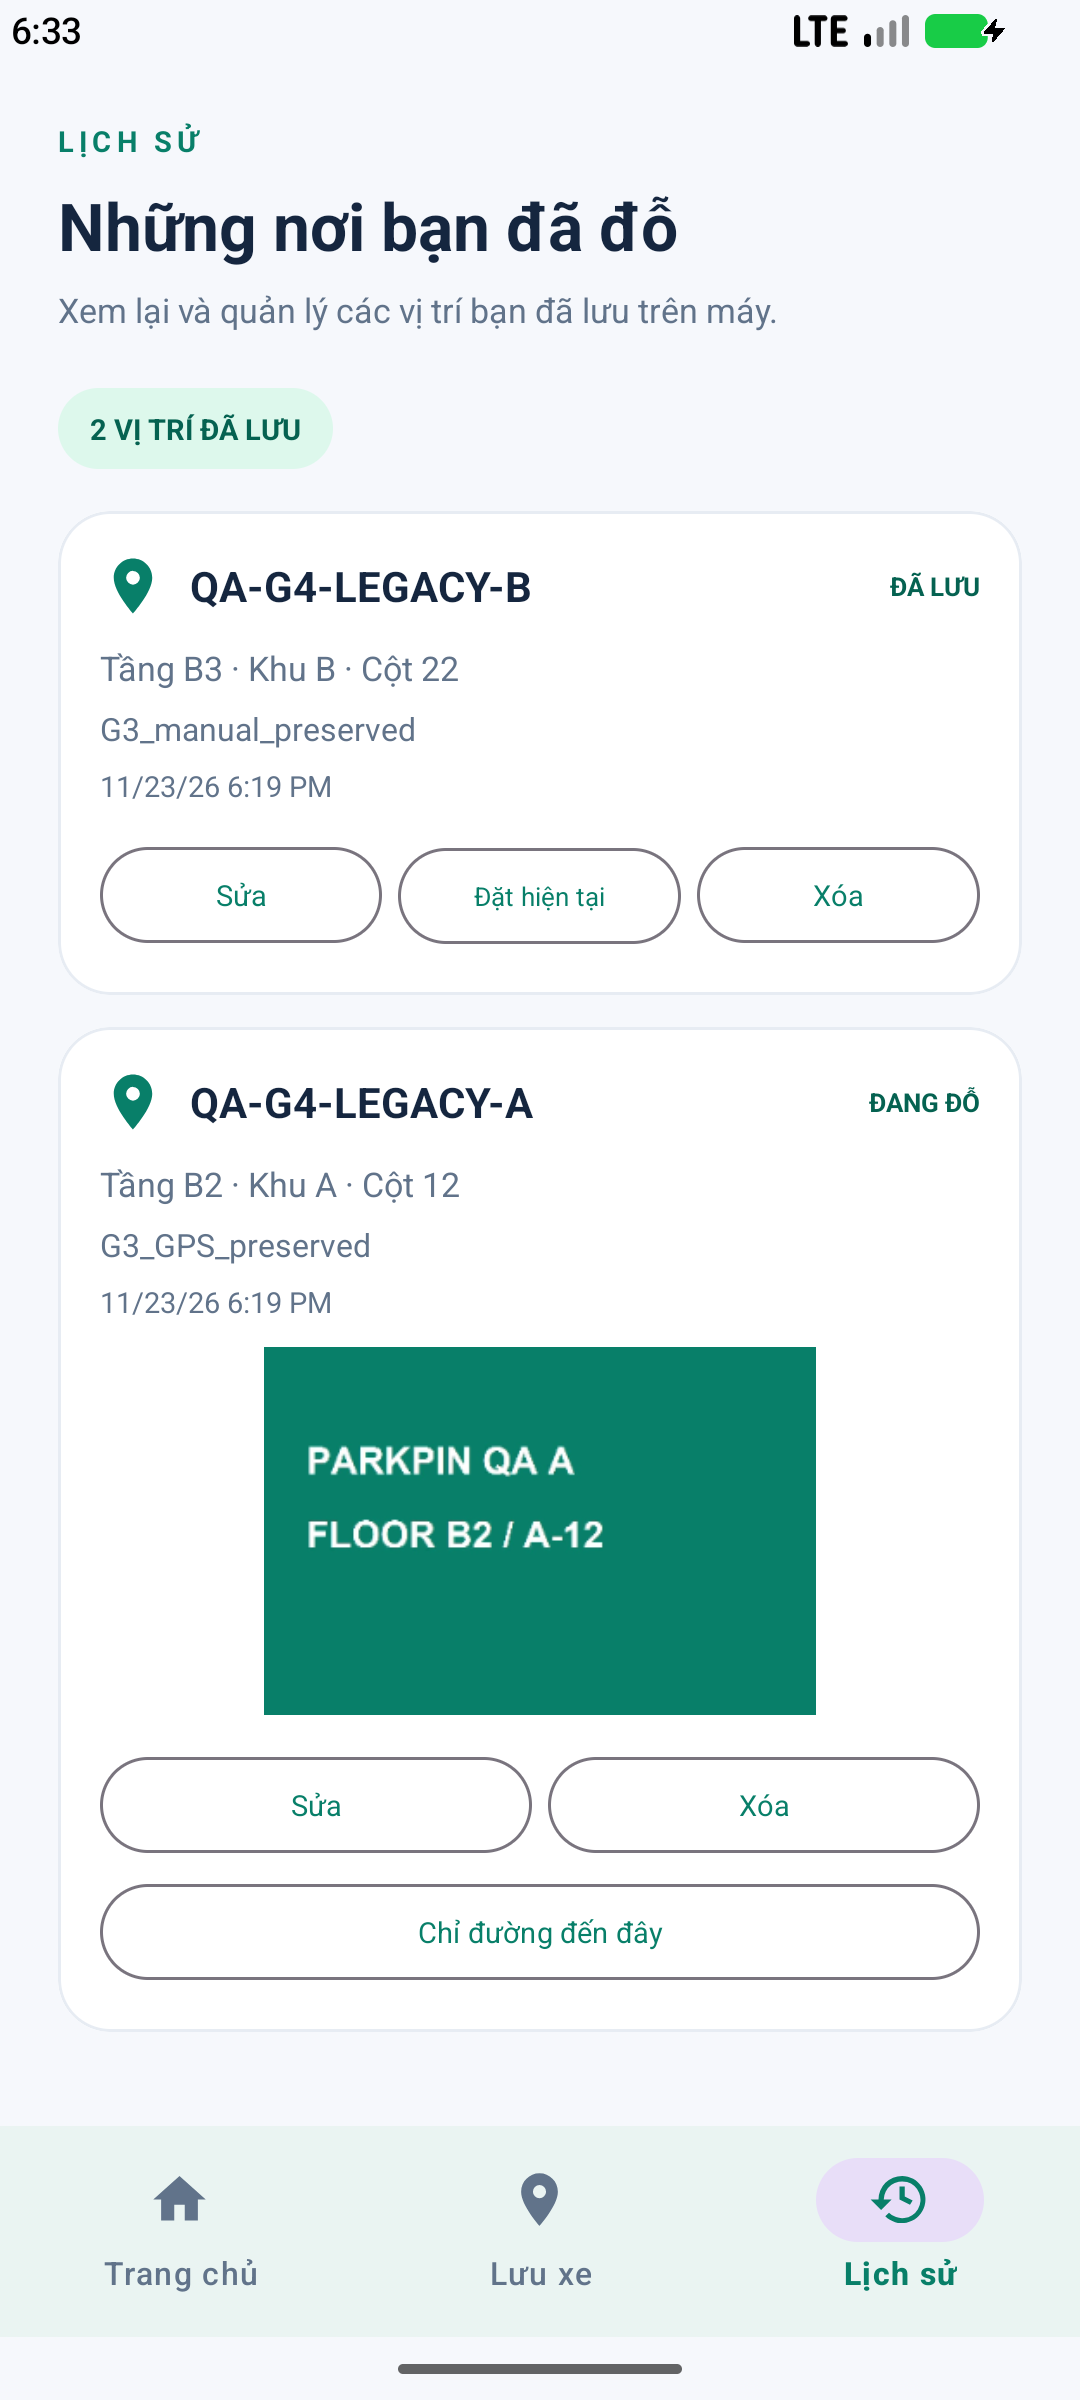 6:33
LTE
LỊCH SỬ
Những nơi bạn đã đỗ
Xem lại và quản lý các vị trí bạn đã lưu trên máy.
2 VỊ TRÍ ĐÃ LƯU
QA-G4-LEGACY-B
ĐÃ LƯU
Tầng B3 · Khu B · Cột 22
G3_manual_preserved
11/23/26 6:19 PM
Sửa
Đặt hiện tại
Xóa
QA-G4-LEGACY-A
ĐANG ĐỖ
Tầng B2 · Khu A · Cột 12
G3_GPS_preserved
11/23/26 6:19 PM
PARKPIN QA A
FLOOR B2 / A-12
Sửa
Xóa
Chỉ đường đến đây
Trang chủ
Lưu xe
Lịch sử